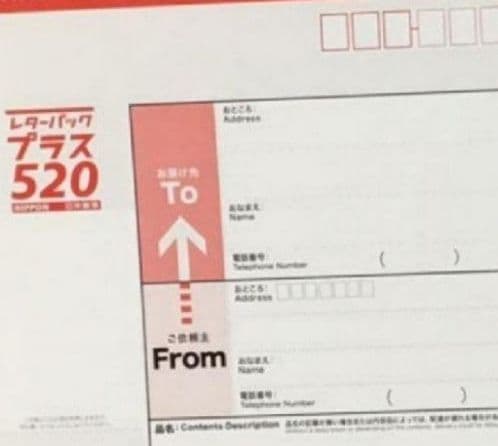 レターパック
プラス
520
NIPPON 日本郵便
お届け先
To
おところ:
Address
おなまえ:
Name
電話番号:
Telephone Number
( )
ご依頼主
From
おところ:
Address
おなまえ:
Name
電話番号:
Telephone Number
( )
品名: Contents Description